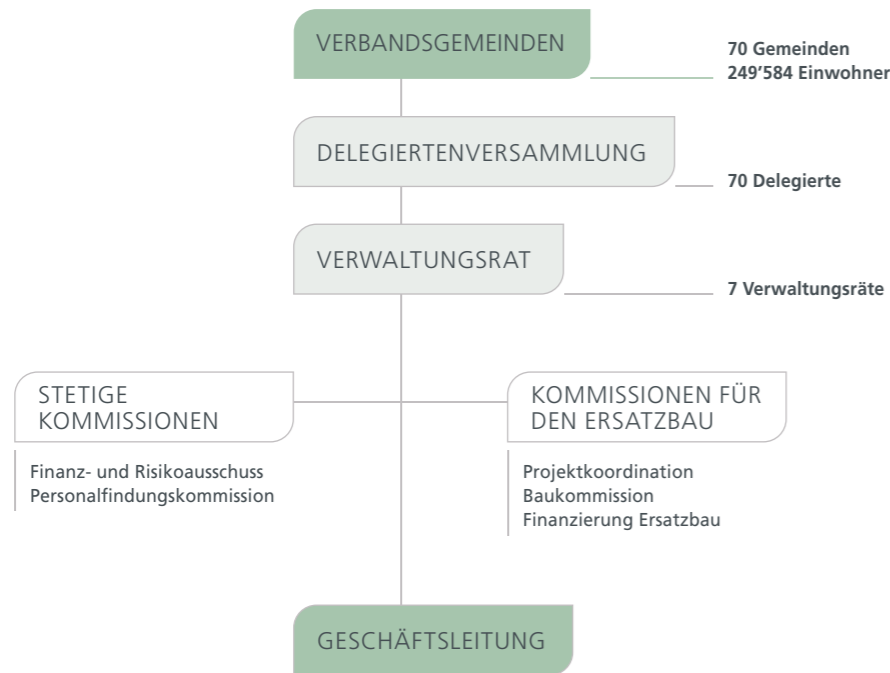 VERBANDSGEMEINDEN
70 Gemeinden
249’584 Einwohner
DELEGIERTENVERSAMMLUNG
70 Delegierte
VERWALTUNGSRAT
7 Verwaltungsräte
STETIGE
KOMMISSIONEN
Finanz- und Risikoausschuss
Personalfindungskommission
KOMMISSIONEN FÜR
DEN ERSATZBAU
Projektkoordination
Baukommission
Finanzierung Ersatzbau
GESCHÄFTSLEITUNG